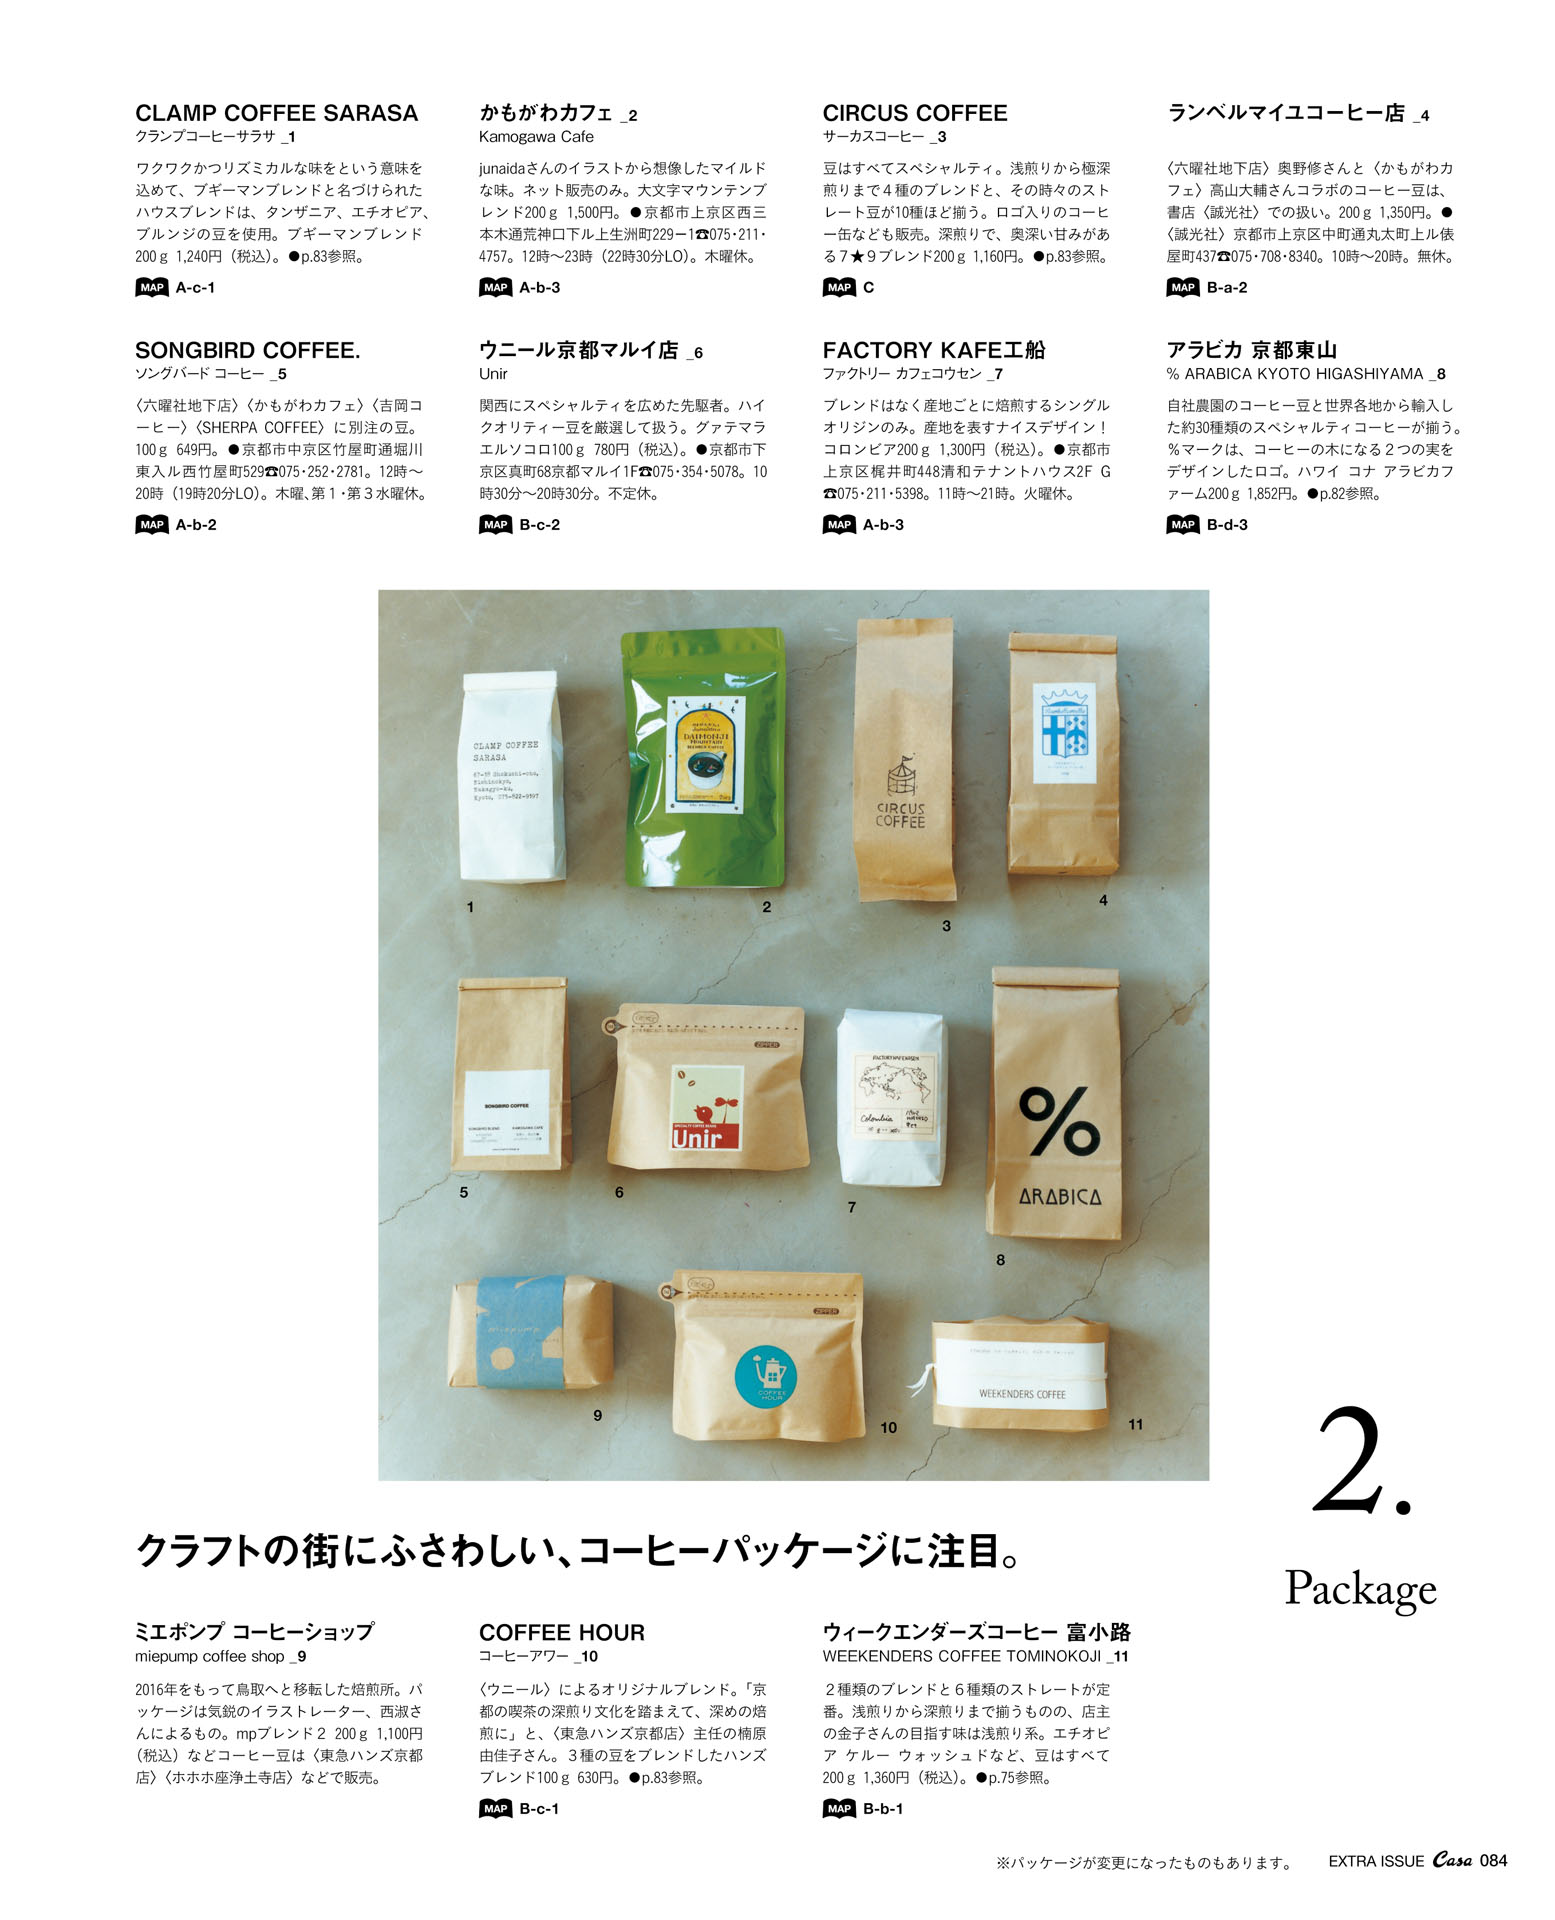 CLAMP COFFEE SARASA
クランプコーヒーサラサ _1
ワクワクかつリズミカルな味をという意味を
込めて、ブギーマンブレンドと名づけられた
ハウスブレンドは、タンザニア、エチオピア、
ブルンジの豆を使用。ブギーマンブレンド
200g 1,240円（税込）。●p.83参照。
MAP A-c-1
かもがわカフェ _2
Kamogawa Cafe
junaidaさんのイラストから想像したマイルド
な味。ネット販売のみ。大文字マウンテンブ
レンド200g 1,500円。●京都市上京区西三
本木通荒神口下ル上生洲町229−1☎075･211･
4757。12時〜23時（22時30分LO）。木曜休。
MAP A-b-3
CIRCUS COFFEE
サーカスコーヒー _3
豆はすべてスペシャルティ。浅煎りから極深
煎りまで４種のブレンドと、その時々のスト
レート豆が10種ほど揃う。ロゴ入りのコーヒ
ー缶なども販売。深煎りで、奥深い甘みがあ
る７★９ブレンド200g 1,160円。●p.83参照。
MAP C
ランベルマイユコーヒー店 _4
〈六曜社地下店〉奥野修さんと〈かもがわカ
フェ〉高山大輔さんコラボのコーヒー豆は、
書店〈誠光社〉での扱い。200g 1,350円。●
〈誠光社〉京都市上京区中町通丸太町上ル俵
屋町437☎075･708･8340。10時〜20時。無休。
MAP B-a-2
SONGBIRD COFFEE.
ソングバード コーヒー _5
〈六曜社地下店〉〈かもがわカフェ〉〈吉岡コ
ーヒー〉〈SHERPA COFFEE〉に別注の豆。
100g 649円。●京都市中京区竹屋町通堀川
東入ル西竹屋町529☎075･252･2781。12時〜
20時（19時20分LO）。木曜、第１･第３水曜休。
MAP A-b-2
ウニール京都マルイ店 _6
Unir
関西にスペシャルティを広めた先駆者。ハイ
クオリティー豆を厳選して扱う。グァテマラ
エルソコロ100g 780円（税込）。●京都市下
京区真町68京都マルイ1F☎075･354･5078。10
時30分〜20時30分。不定休。
MAP B-c-2
FACTORY KAFE工船
ファクトリー カフェコウセン _7
ブレンドはなく産地ごとに焙煎するシングル
オリジンのみ。産地を表すナイスデザイン！
コロンビア200g 1,300円（税込）。●京都市
上京区梶井町448清和テナントハウス2F G
☎075･211･5398。11時〜21時。火曜休。
MAP A-b-3
アラビカ 京都東山
% ARABICA KYOTO HIGASHIYAMA _8
自社農園のコーヒー豆と世界各地から輸入し
た約30種類のスペシャルティコーヒーが揃う。
％マークは、コーヒーの木になる２つの実を
デザインしたロゴ。ハワイ コナ アラビカフ
ァーム200g 1,852円。●p.82参照。
MAP B-d-3
CLAMP COFFEE
SARASA
67-38 Shokushi-cho,
Nishinokyo,
Nakagyo-ku,
Kyoto, 075-822-9397
1
DAIMONJI
MOUNTAIN
BLENDED COFFEE
2
CIRCUS
COFFEE
3
4
SONGBIRD COFFEE
SONGBIRD BLEND
KAMOGAWA CAFE
5
ZIPPER
SPECIALTY COFFEE BEANS
Unir
6
FACTORY KAFE KOSEN
Colombia
7
%
ARABICA
8
miepump
9
ZIPPER
COFFEE
HOUR
10
WEEKENDERS COFFEE
11
2.
Package
クラフトの街にふさわしい、コーヒーパッケージに注目。
ミエポンプ コーヒーショップ
miepump coffee shop _9
2016年をもって鳥取へと移転した焙煎所。パ
ッケージは気鋭のイラストレーター、西淑さ
んによるもの。mpブレンド２ 200g 1,100円
（税込）などコーヒー豆は〈東急ハンズ京都
店〉〈ホホホ座浄土寺店〉などで販売。
COFFEE HOUR
コーヒーアワー _10
〈ウニール〉によるオリジナルブレンド。「京
都の喫茶の深煎り文化を踏まえて、深めの焙
煎に」と、〈東急ハンズ京都店〉主任の楠原
由佳子さん。３種の豆をブレンドしたハンズ
ブレンド100g 630円。●p.83参照。
MAP B-c-1
ウィークエンダーズコーヒー 富小路
WEEKENDERS COFFEE TOMINOKOJI _11
２種類のブレンドと６種類のストレートが定
番。浅煎りから深煎りまで揃うものの、店主
の金子さんの目指す味は浅煎り系。エチオピ
ア ケルー ウォッシュドなど、豆はすべて
200g 1,360円（税込）。●p.75参照。
MAP B-b-1
※パッケージが変更になったものもあります。
EXTRA ISSUE Casa 084